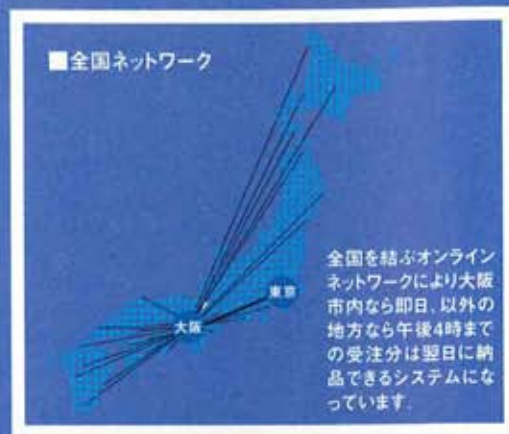 ■全国ネットワーク
東京
大阪
全国を結ぶオンライン
ネットワークにより大阪
市内なら即日、以外の
地方なら午後4時まで
の受注分は翌日に納
品できるシステムにな
っています.